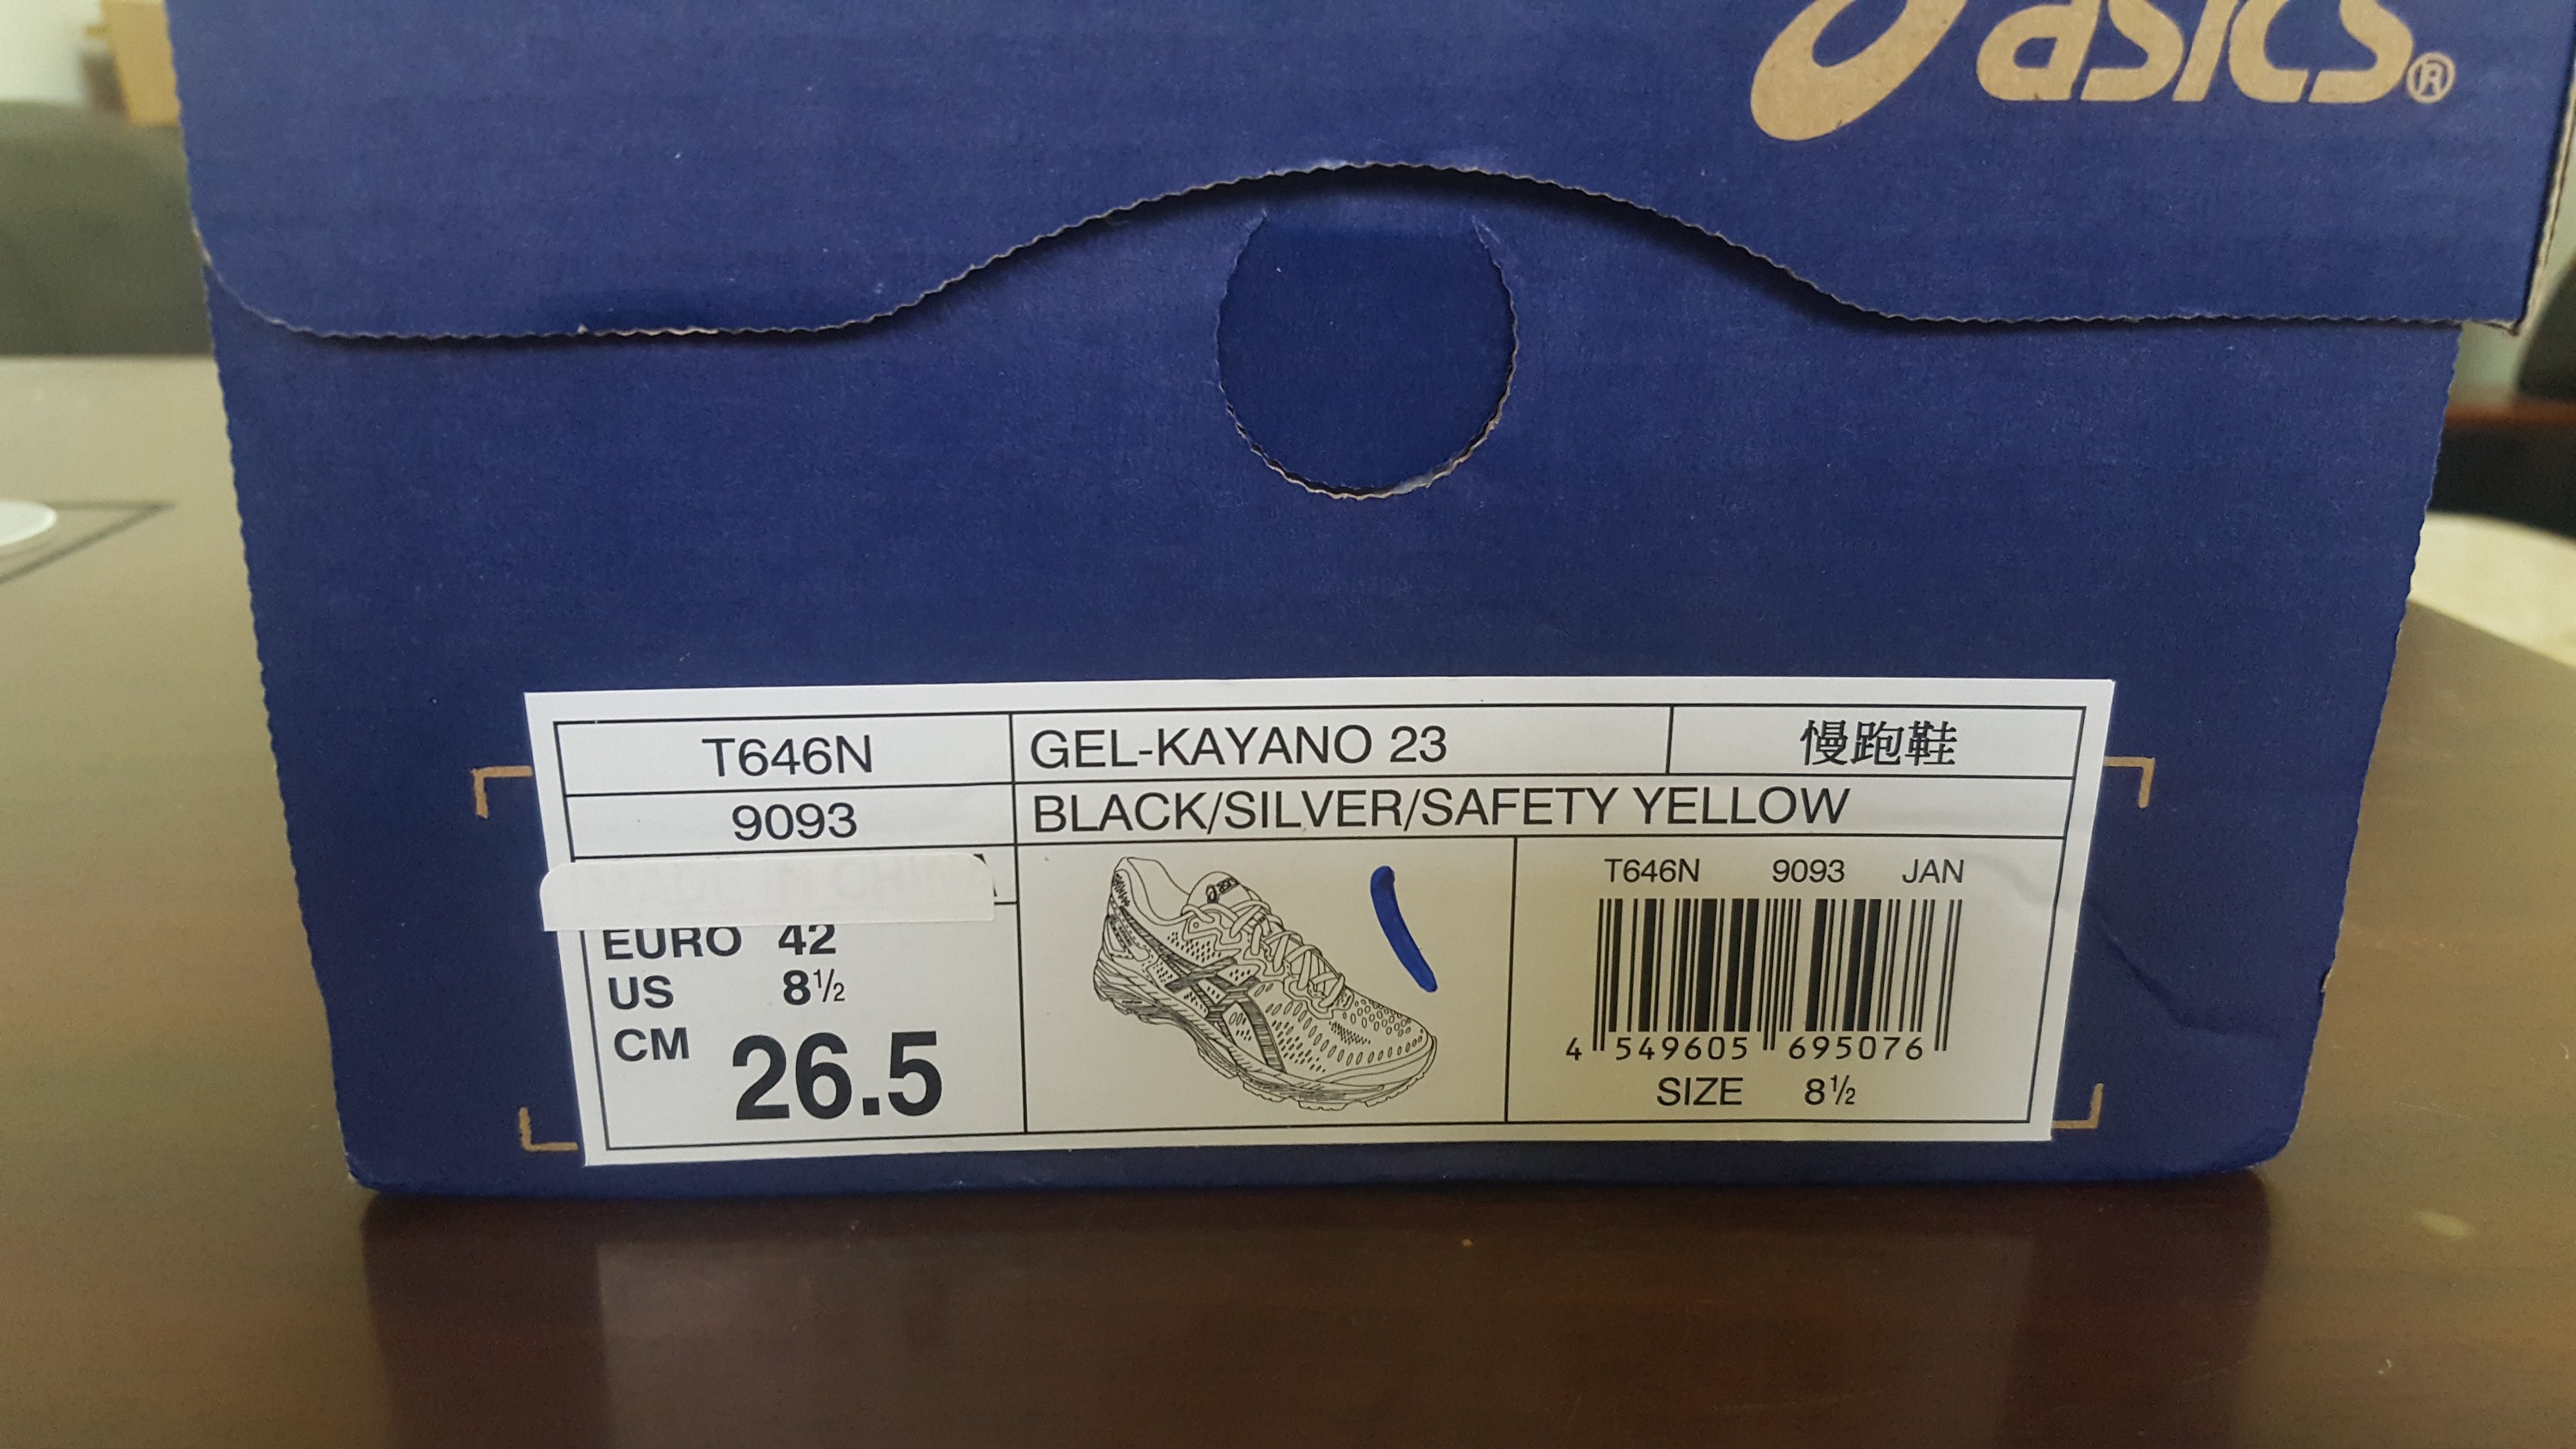 asics®
T646N GEL-KAYANO 23 慢跑鞋
9093 BLACK/SILVER/SAFETY YELLOW
EURO 42
US 8½
CM 26.5
T646N 9093 JAN
4 549605 695076
SIZE 8½